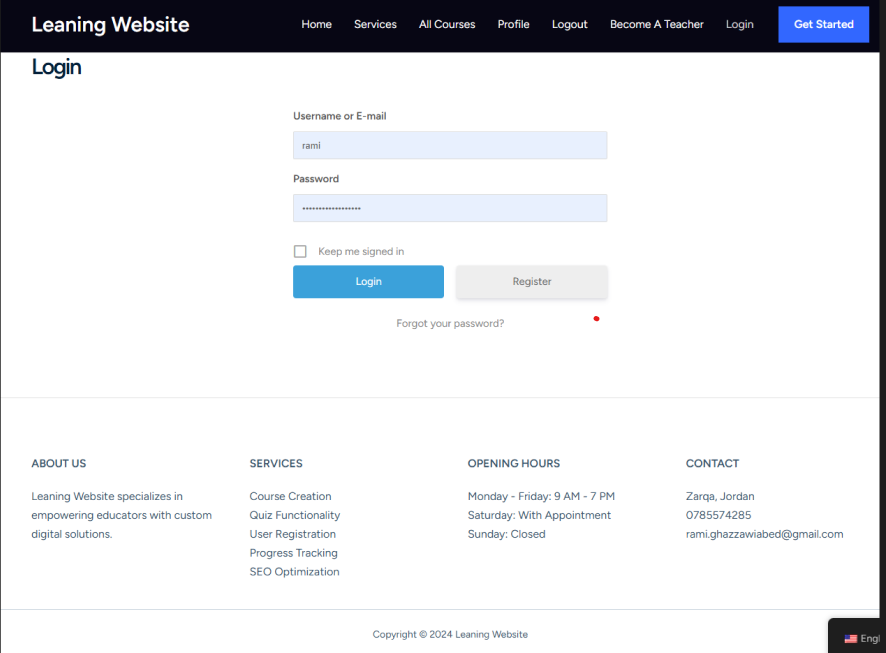 Leaning Website
Home Services All Courses Profile Logout Become A Teacher Login Get Started
Login
Username or E-mail
rami
Password
Keep me signed in
Login Register
Forgot your password?
ABOUT US
Leaning Website specializes in
empowering educators with custom
digital solutions.
SERVICES
Course Creation
Quiz Functionality
User Registration
Progress Tracking
SEO Optimization
OPENING HOURS
Monday - Friday: 9 AM - 7 PM
Saturday: With Appointment
Sunday: Closed
CONTACT
Zarqa, Jordan
0785574285
rami.ghazzawiabed@gmail.com
Copyright © 2024 Leaning Website
Engl